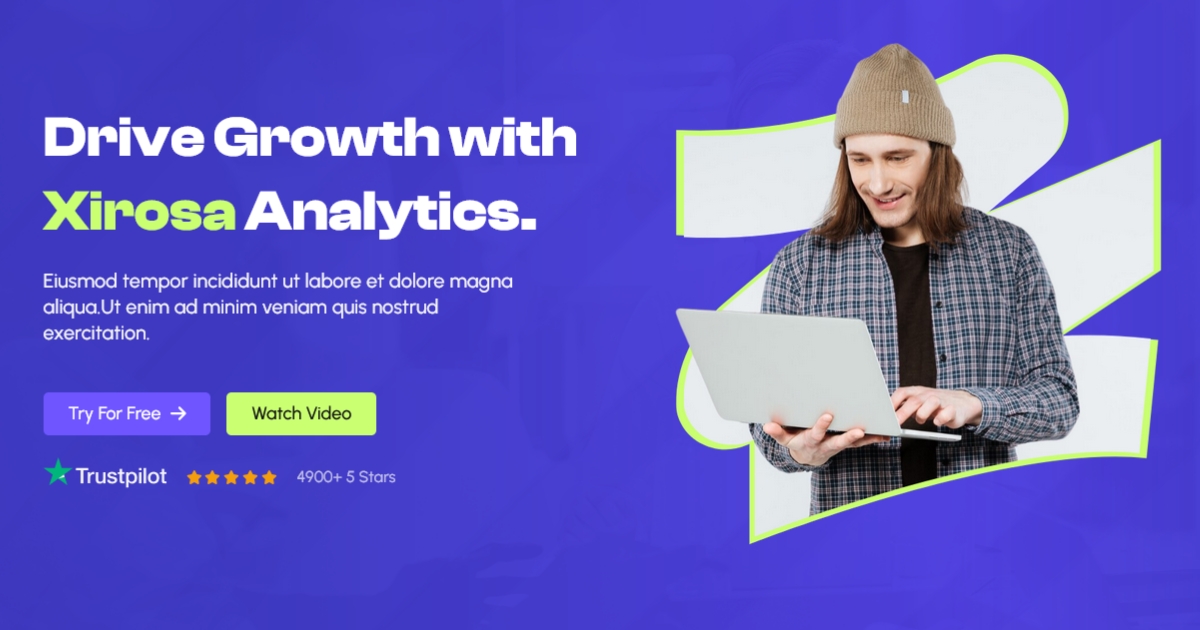 Drive Growth with
Xirosa Analytics.
Eiusmod tempor incididunt ut labore et dolore magna
aliqua.Ut enim ad minim veniam quis nostrud
exercitation.
Try For Free → Watch Video
Trustpilot 4900+ 5 Stars